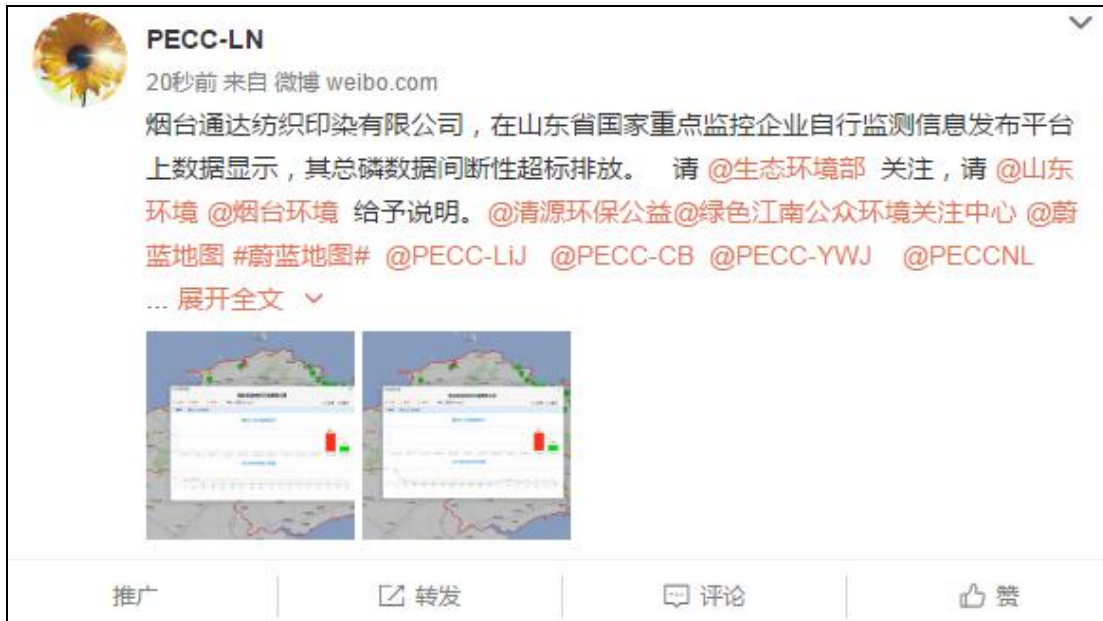 PECC-LN
20秒前 来自 微博 weibo.com
烟台通达纺织印染有限公司，在山东省国家重点监控企业自行监测信息发布平台
上数据显示，其总磷数据间断性超标排放。 请 @生态环境部 关注，请 @山东
环境 @烟台环境 给予说明。@清源环保公益@绿色江南公众环境关注中心 @蔚
蓝地图 #蔚蓝地图# @PECC-LiJ @PECC-CB @PECC-YWJ @PECCNL
... 展开全文
推广 转发 评论 赞